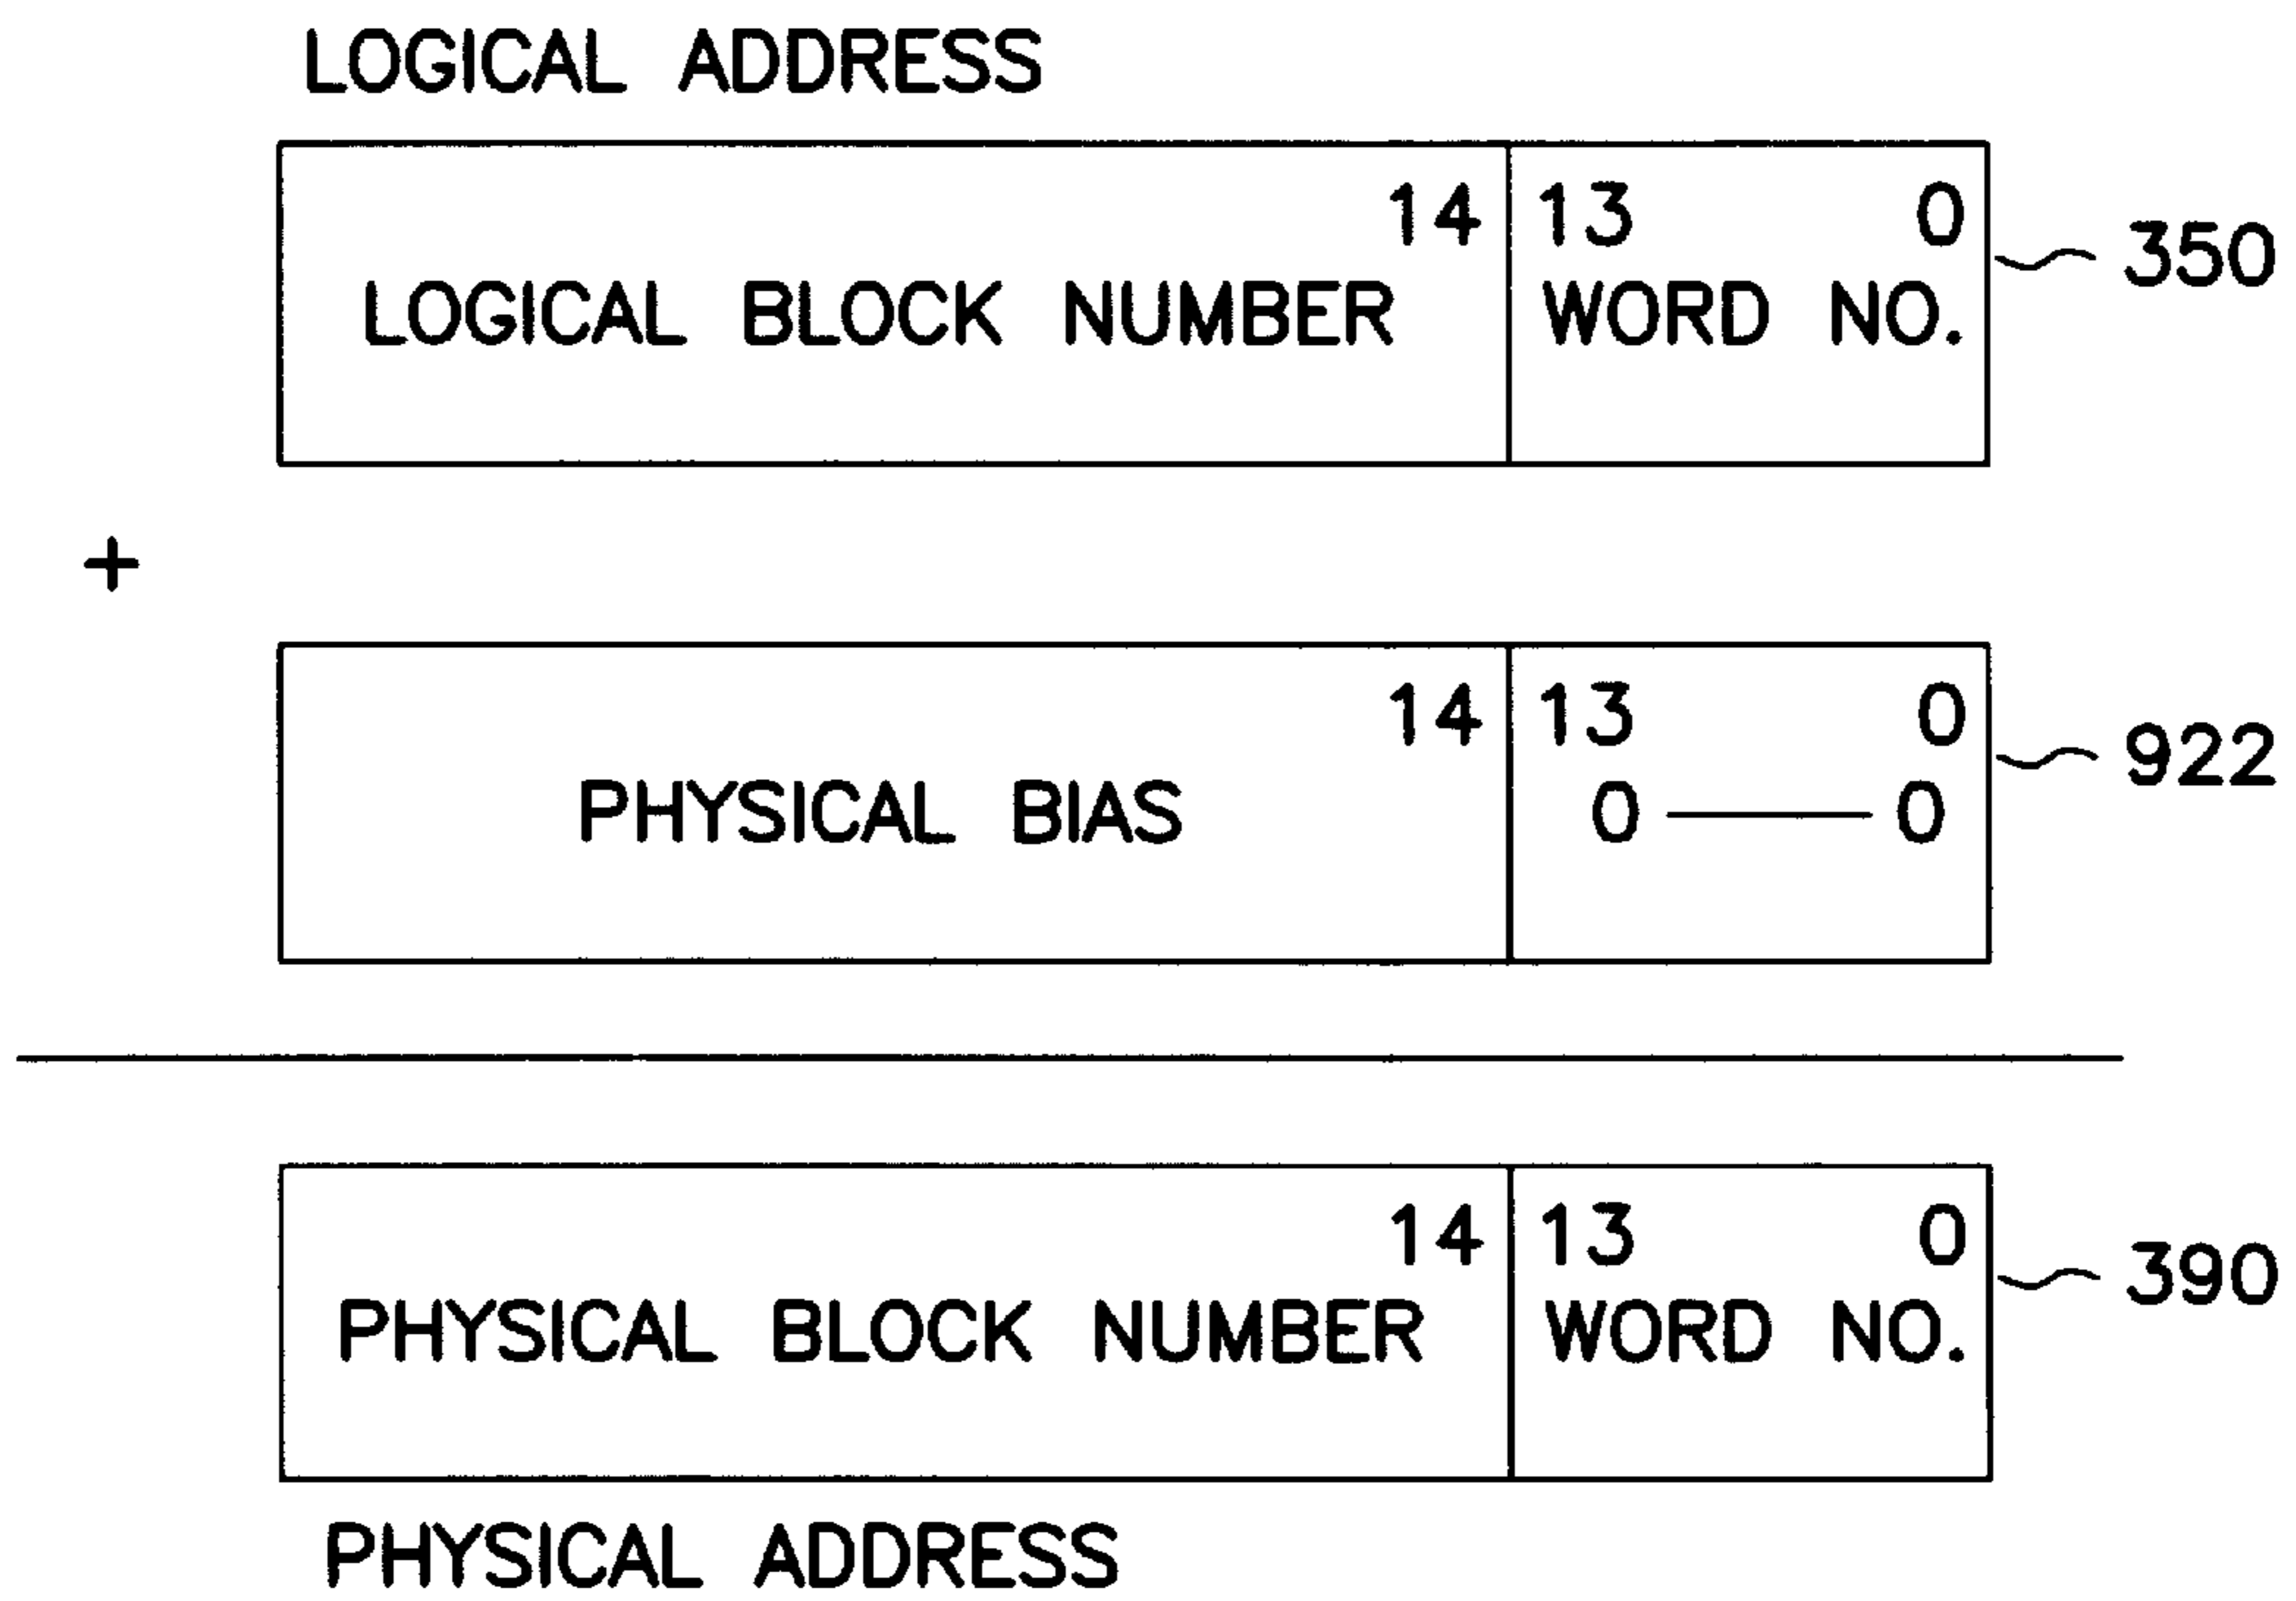 LOGICAL ADDRESS
14 13 0
350
LOGICAL BLOCK NUMBER WORD NO.
+
14 13 0
922
PHYSICAL BIAS 0 — 0
14 13 0
390
PHYSICAL BLOCK NUMBER WORD NO.
PHYSICAL ADDRESS